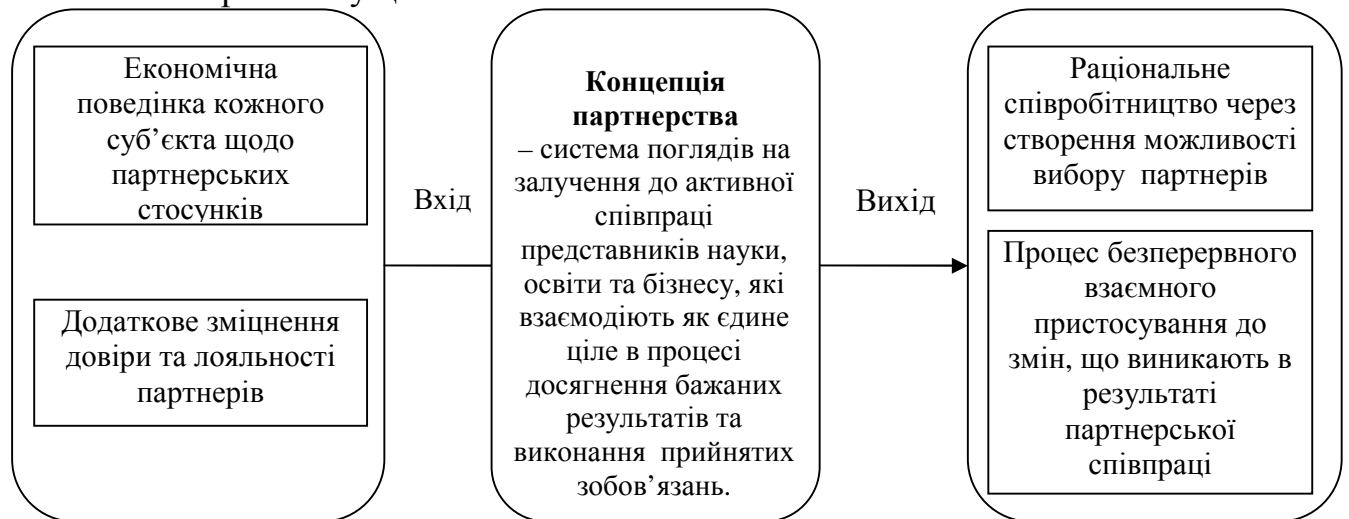 Економічна
поведінка кожного
суб’єкта щодо
партнерських
стосунків
Додаткове зміцнення
довіри та лояльності
партнерів
Вхід
Концепція
партнерства
– система поглядів на
залучення до активної
співпраці
представників науки,
освіти та бізнесу, які
взаємодіють як єдине
ціле в процесі
досягнення бажаних
результатів та
виконання прийнятих
зобов’язань.
Вихід
Раціональне
співробітництво через
створення можливості
вибору партнерів
Процес безперервного
взаємного
пристосування до
змін, що виникають в
результаті
партнерської
співпраці